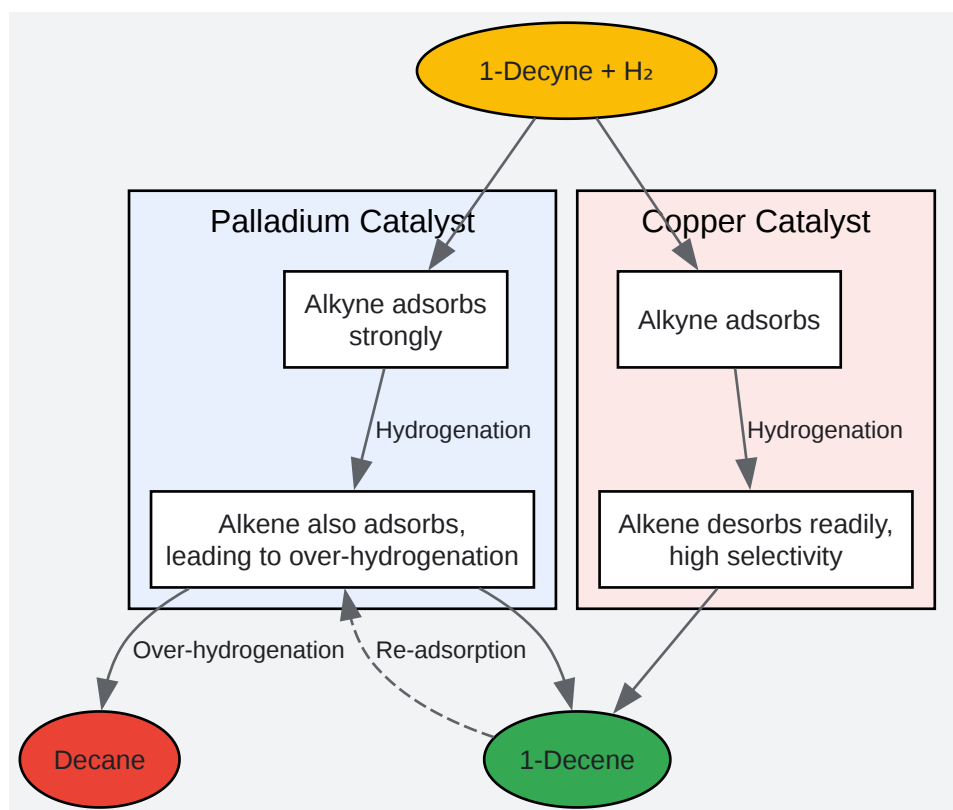 1-Decyne + H₂
Palladium Catalyst
Copper Catalyst
Alkyne adsorbs
strongly
Alkyne adsorbs
Hydrogenation
Hydrogenation
Alkene also adsorbs,
leading to over-hydrogenation
Alkene desorbs readily,
high selectivity
Over-hydrogenation
Re-adsorption
Decane
1-Decene